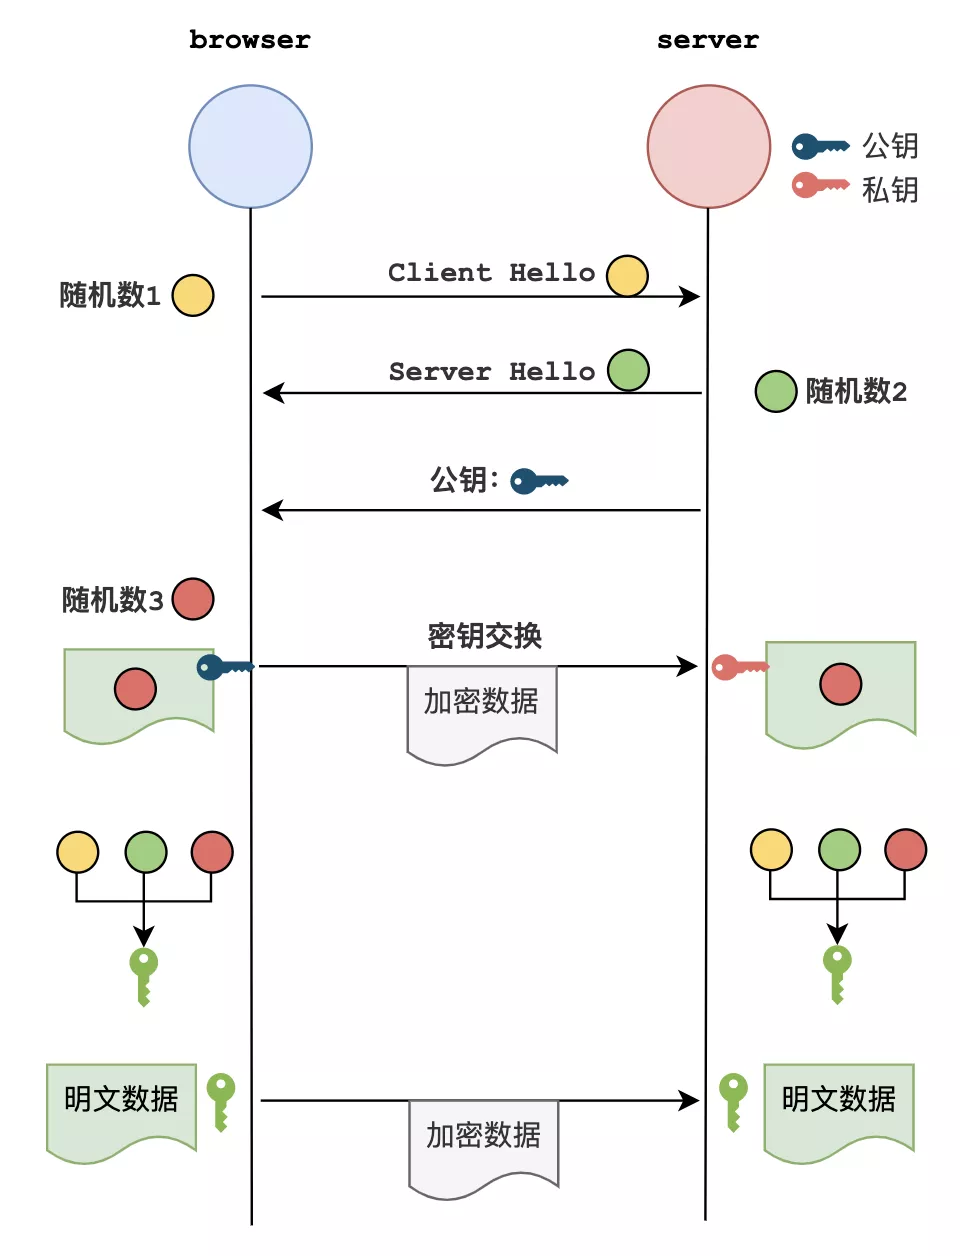 browser
server
公钥
私钥
Client Hello
随机数1
Server Hello
随机数2
公钥:
随机数3
密钥交换
加密数据
明文数据
明文数据
加密数据